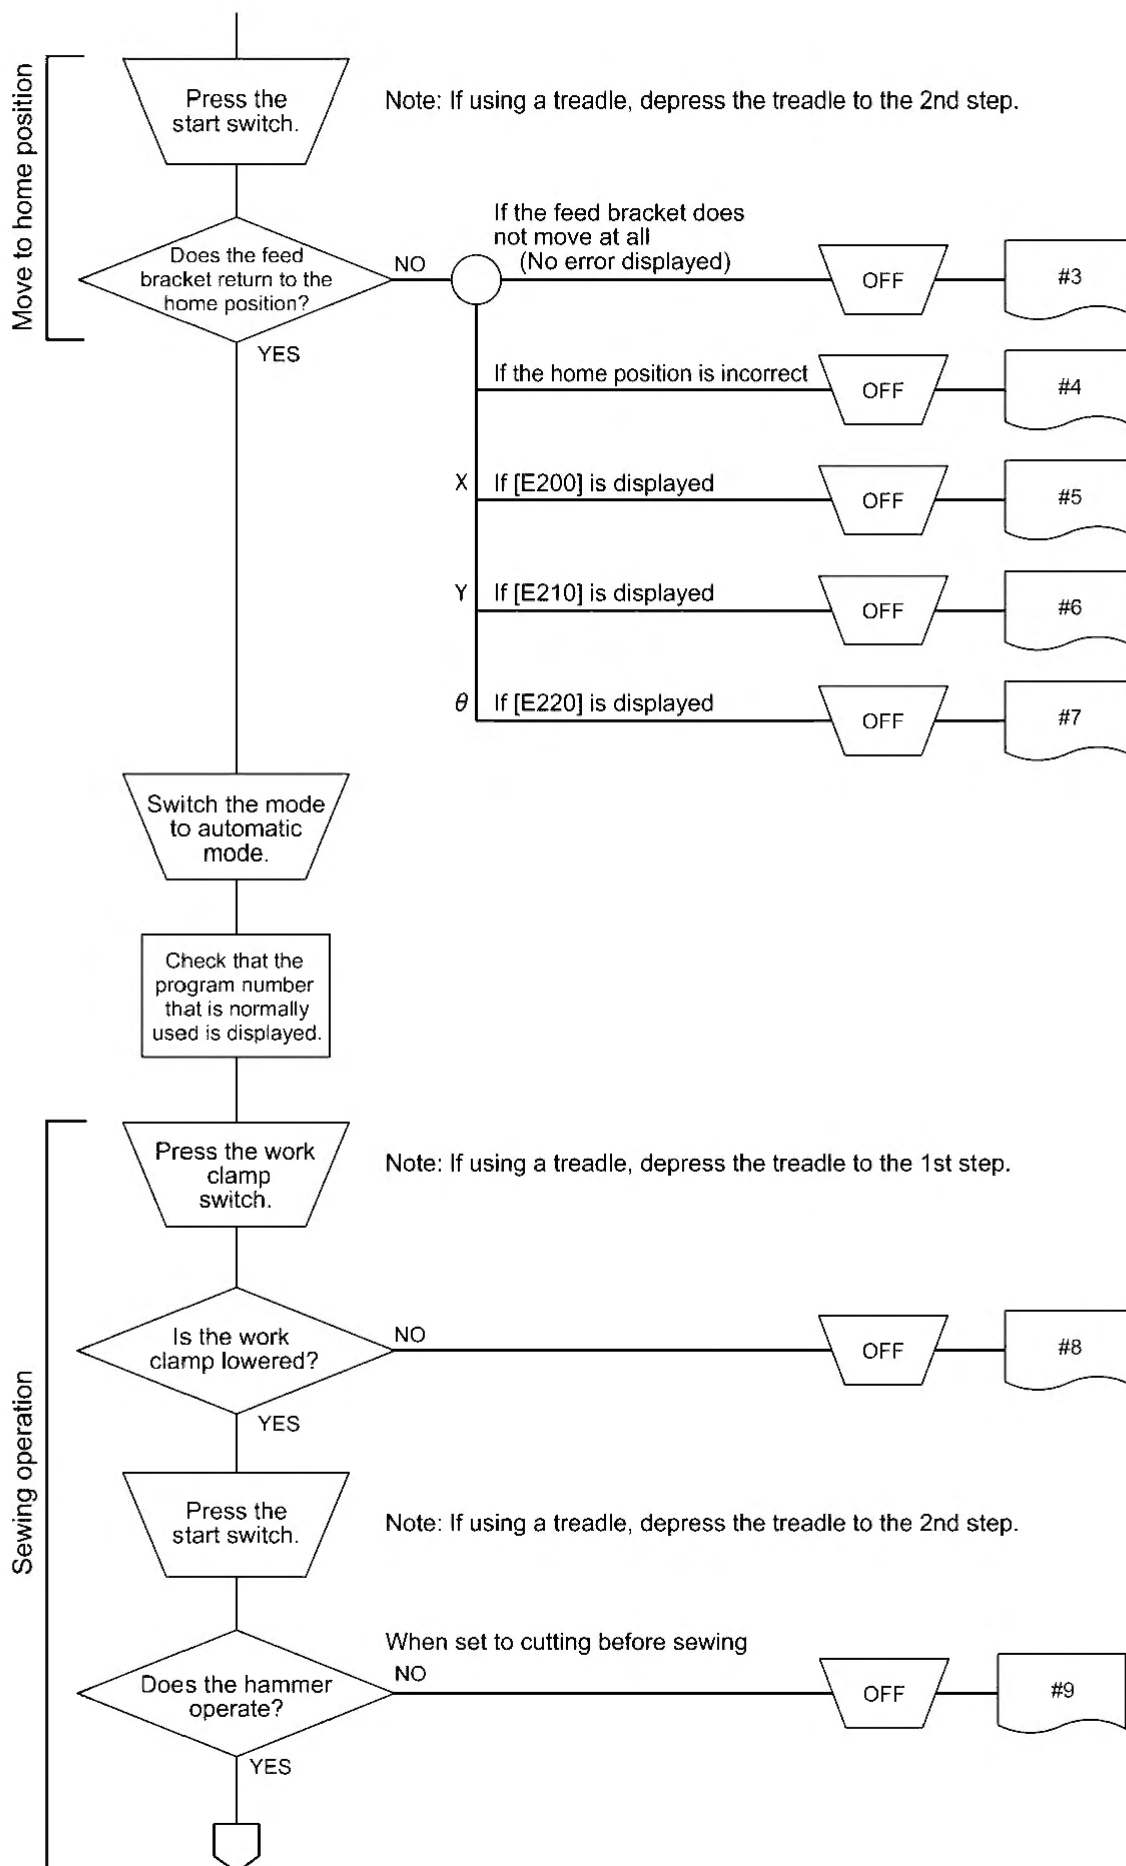 Move to home position
Press the
start switch.
Note: If using a treadle, depress the treadle to the 2nd step.
Does the feed
bracket return to the
home position?
NO
YES
If the feed bracket does
not move at all
(No error displayed)
OFF
#3
If the home position is incorrect
OFF
#4
X
If [E200] is displayed
OFF
#5
Y
If [E210] is displayed
OFF
#6
θ
If [E220] is displayed
OFF
#7
Switch the mode
to automatic
mode.
Check that the
program number
that is normally
used is displayed.
Sewing operation
Press the work
clamp
switch.
Note: If using a treadle, depress the treadle to the 1st step.
Is the work
clamp lowered?
NO
OFF
#8
YES
Press the
start switch.
Note: If using a treadle, depress the treadle to the 2nd step.
When set to cutting before sewing
Does the hammer
operate?
NO
OFF
#9
YES